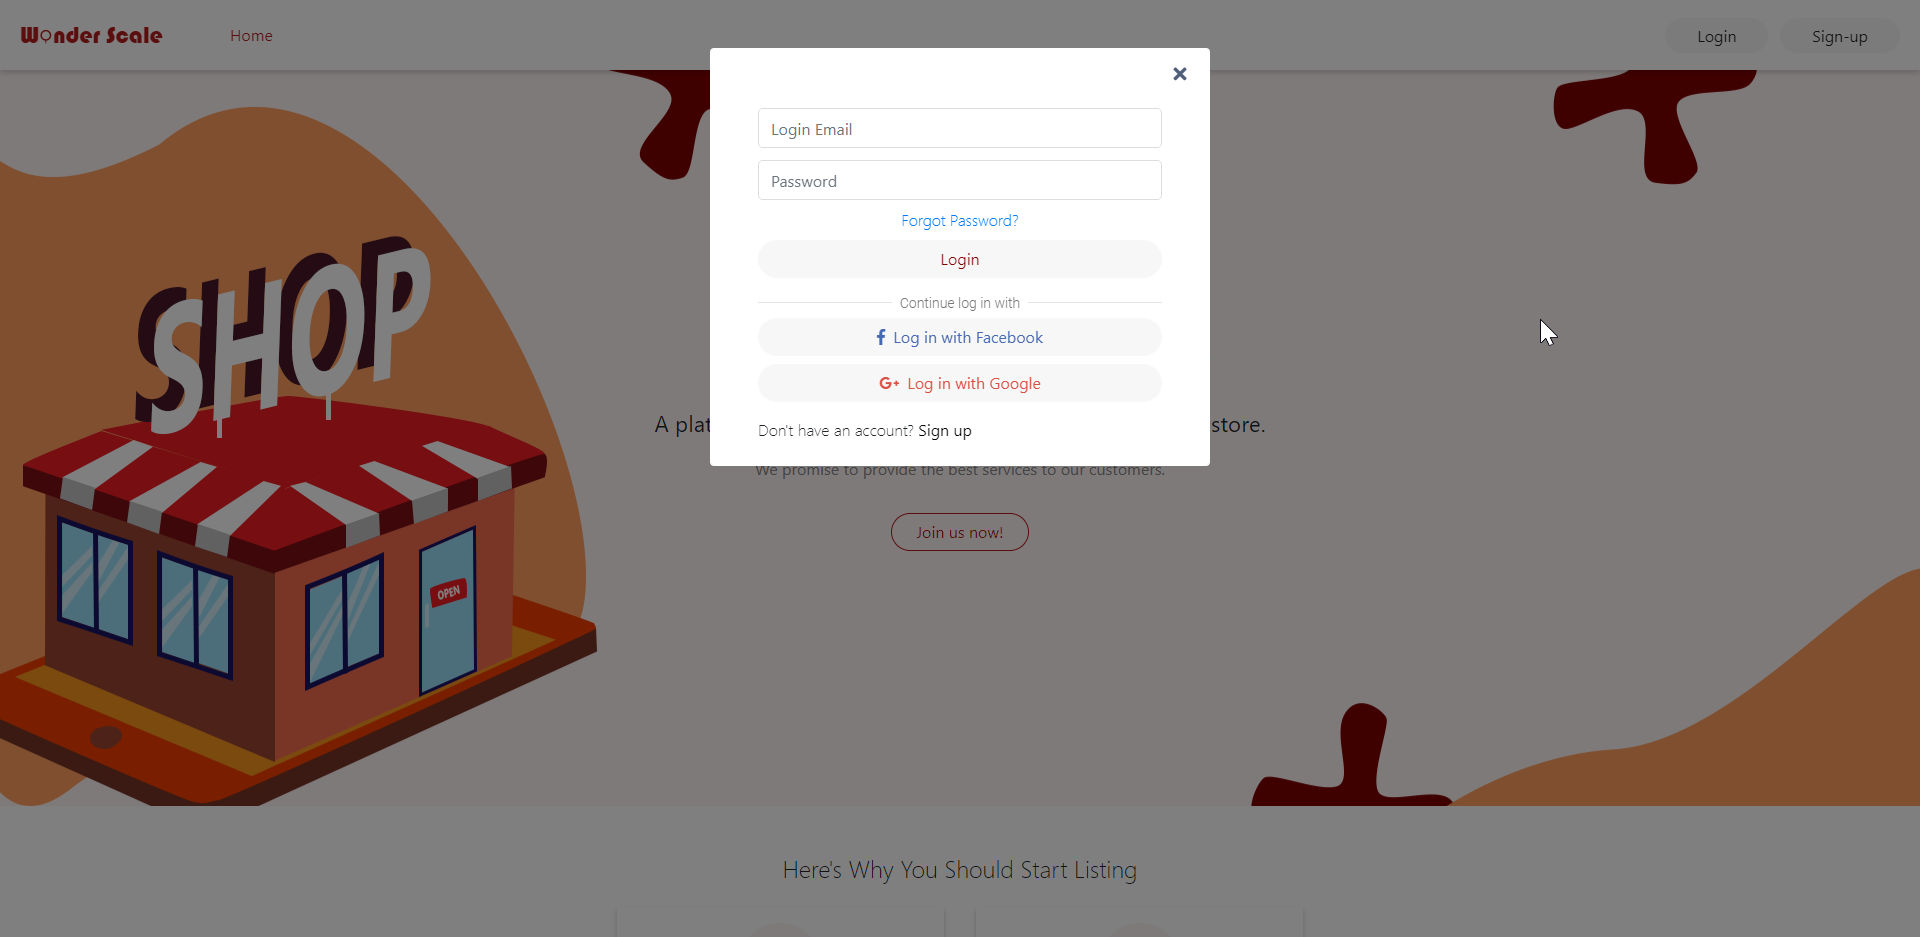 Wonder Scale
Home
Login
Sign-up
Login Email
Password
Forgot Password?
Login
Continue log in with
Log in with Facebook
Log in with Google
Don't have an account? Sign up
SHOP
OPEN
A plat
store.
We promise to provide the best services to our customers.
Join us now!
Here's Why You Should Start Listing